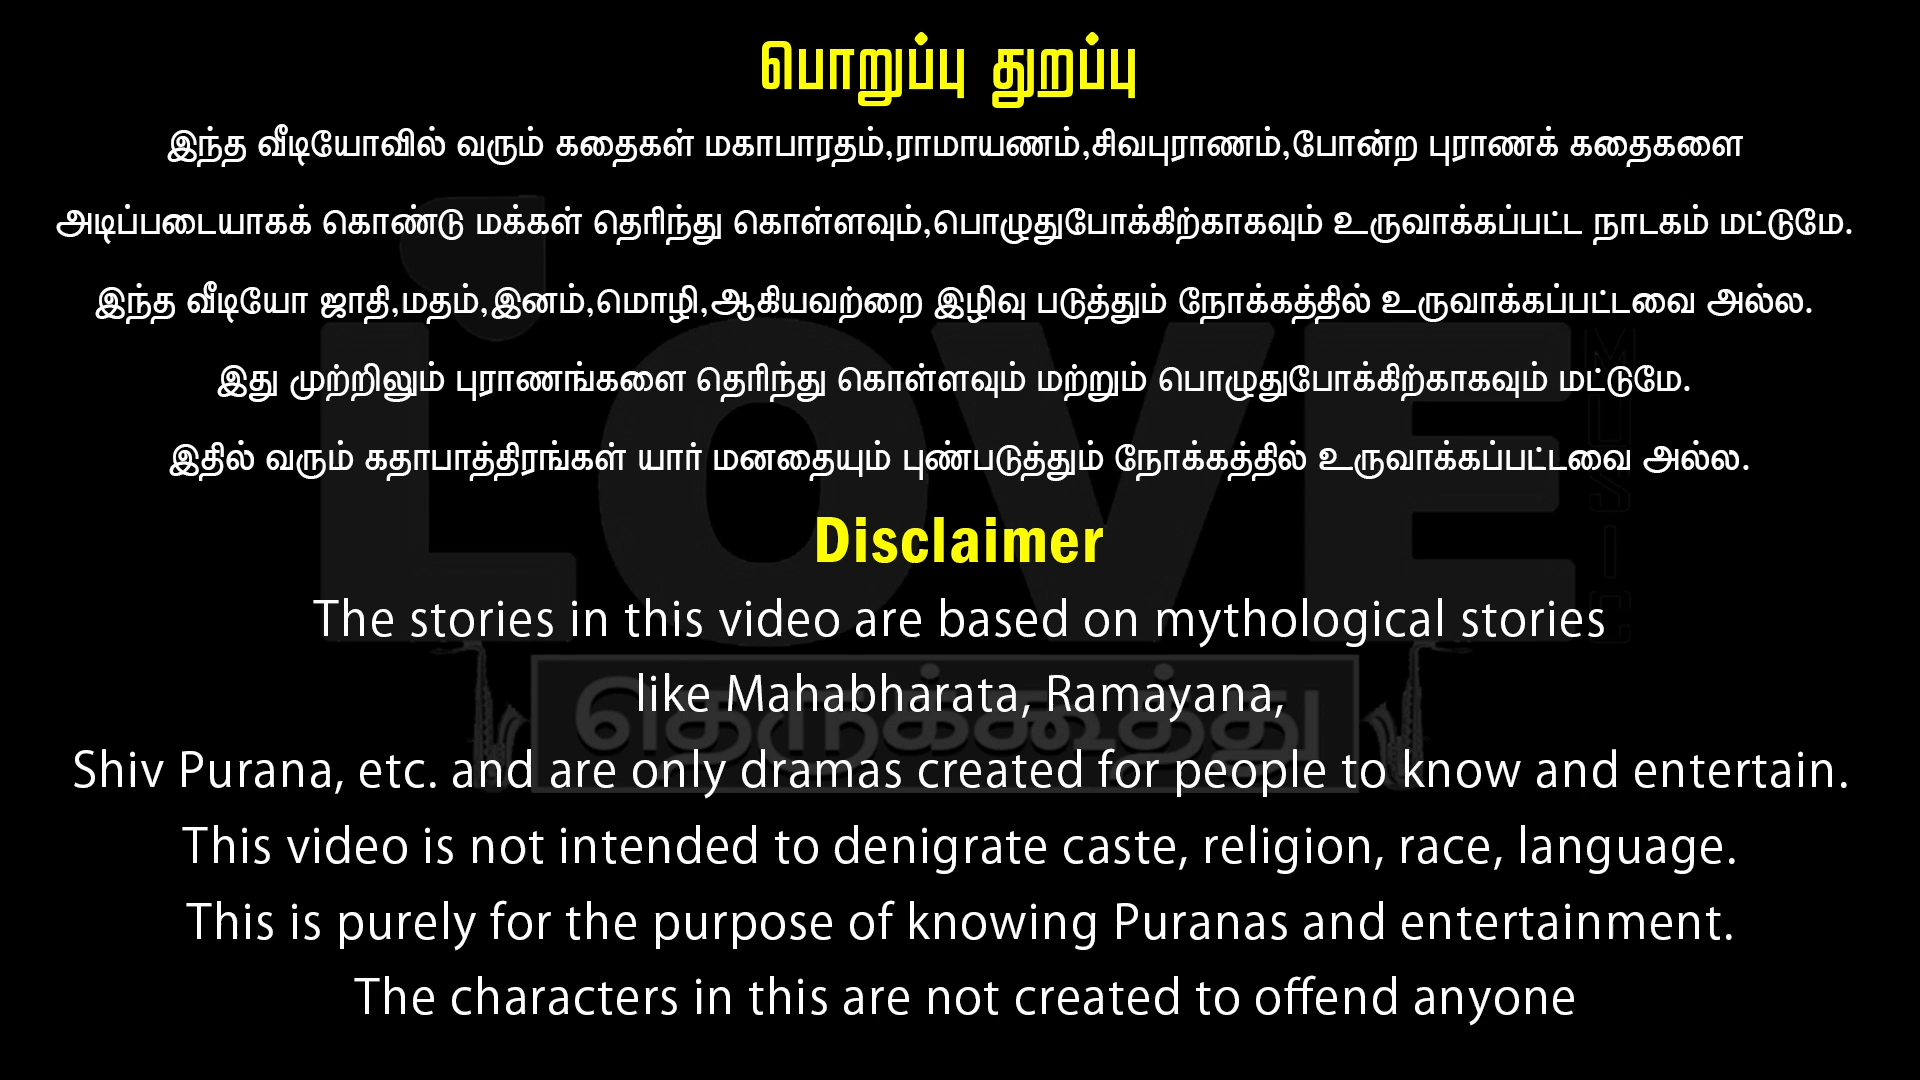 பொறுப்பு துறப்பு
இந்த வீடியோவில் வரும் கதைகள் மகாபாரதம்,ராமாயணம்,சிவபுராணம்,போன்ற புராணக் கதைகளை
அடிப்படையாகக் கொண்டு மக்கள் தெரிந்து கொள்ளவும்,பொழுதுபோக்கிற்காகவும் உருவாக்கப்பட்ட நாடகம் மட்டுமே.
இந்த வீடியோ ஜாதி,மதம்,இனம்,மொழி,ஆகியவற்றை இழிவு படுத்தும் நோக்கத்தில் உருவாக்கப்பட்டவை அல்ல.
இது முற்றிலும் புராணங்களை தெரிந்து கொள்ளவும் மற்றும் பொழுதுபோக்கிற்காகவும் மட்டுமே.
இதில் வரும் கதாபாத்திரங்கள் யார் மனதையும் புண்படுத்தும் நோக்கத்தில் உருவாக்கப்பட்டவை அல்ல.
Disclaimer
The stories in this video are based on mythological stories
like Mahabharata, Ramayana,
Shiv Purana, etc. and are only dramas created for people to know and entertain.
This video is not intended to denigrate caste, religion, race, language.
This is purely for the purpose of knowing Puranas and entertainment.
The characters in this are not created to offend anyone
LOVE
MUSIC
தெருக்கூத்து